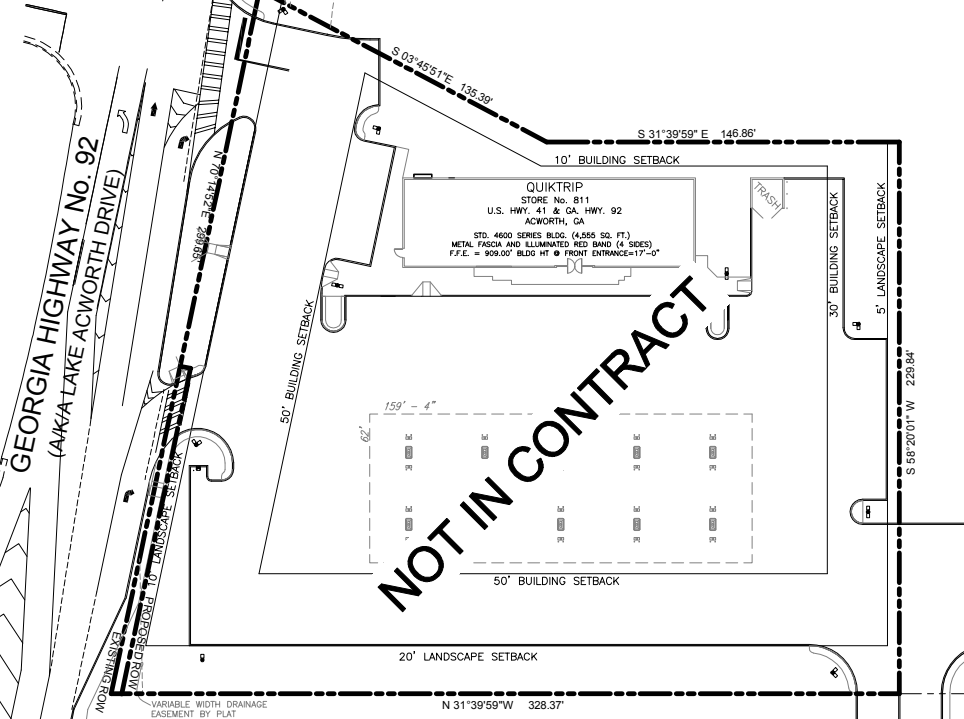 S 03°45'51"E 135.39'
S 31°39'59" E 146.86'
10' BUILDING SETBACK
QUIKTRIP
STORE No. 811
U.S. HWY. 41 & GA. HWY. 92
ACWORTH, GA
STD. 4600 SERIES BLDG. (4,555 SQ. FT.)
METAL FASCIA AND ILLUMINATED RED BAND (4 SIDES)
F.F.E. = 909.00' BLDG HT @ FRONT ENTRANCE=17'-0"
TRASH
30' BUILDING SETBACK
5' LANDSCAPE SETBACK
S 58°20'01" W 229.84'
GEORGIA HIGHWAY No. 92
(A/K/A LAKE ACWORTH DRIVE)
N 70°14'52" E 299.65'
50' BUILDING SETBACK
159' - 4"
62'
NOT IN CONTRACT
50' BUILDING SETBACK
10' LANDSCAPE SETBACK
PROPOSED ROW
EXISTING ROW
20' LANDSCAPE SETBACK
VARIABLE WIDTH DRAINAGE
EASEMENT BY PLAT
N 31°39'59"W 328.37'